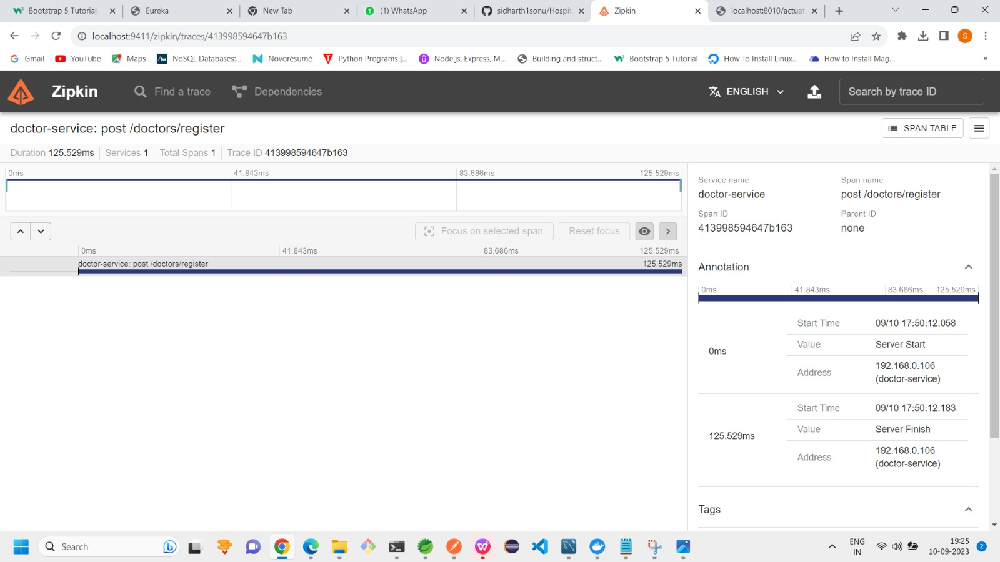 Bootstrap 5 Tutorial
Eureka
New Tab
(1) WhatsApp
sidharth1sonu/Hospit
Zipkin
localhost:8010/actuat
localhost:9411/zipkin/traces/413998594647b163
S
Gmail
YouTube
Maps
NoSQL Databases:...
Novorésumé
Python Programs |...
Node.js, Express, M...
Building and struct...
Bootstrap 5 Tutorial
How To Install Linux...
How to Install Mag...
»
Zipkin
Find a trace
Dependencies
ENGLISH
Search by trace ID
doctor-service: post /doctors/register
SPAN TABLE
Duration 125.529ms Services 1 Total Spans 1 Trace ID 413998594647b163
0ms 41.843ms 83.686ms 125.529ms
Focus on selected span
Reset focus
0ms 41.843ms 83.686ms 125.529ms
doctor-service: post /doctors/register 125.529ms
Service name
doctor-service
Span name
post /doctors/register
Span ID
413998594647b163
Parent ID
none
Annotation
0ms 41.843ms 83.686ms 125.529ms
0ms
Start Time 09/10 17:50:12.058
Value Server Start
Address 192.168.0.106
(doctor-service)
125.529ms
Start Time 09/10 17:50:12.183
Value Server Finish
Address 192.168.0.106
(doctor-service)
Tags
Search
ENG
IN
19:25
10-09-2023
2